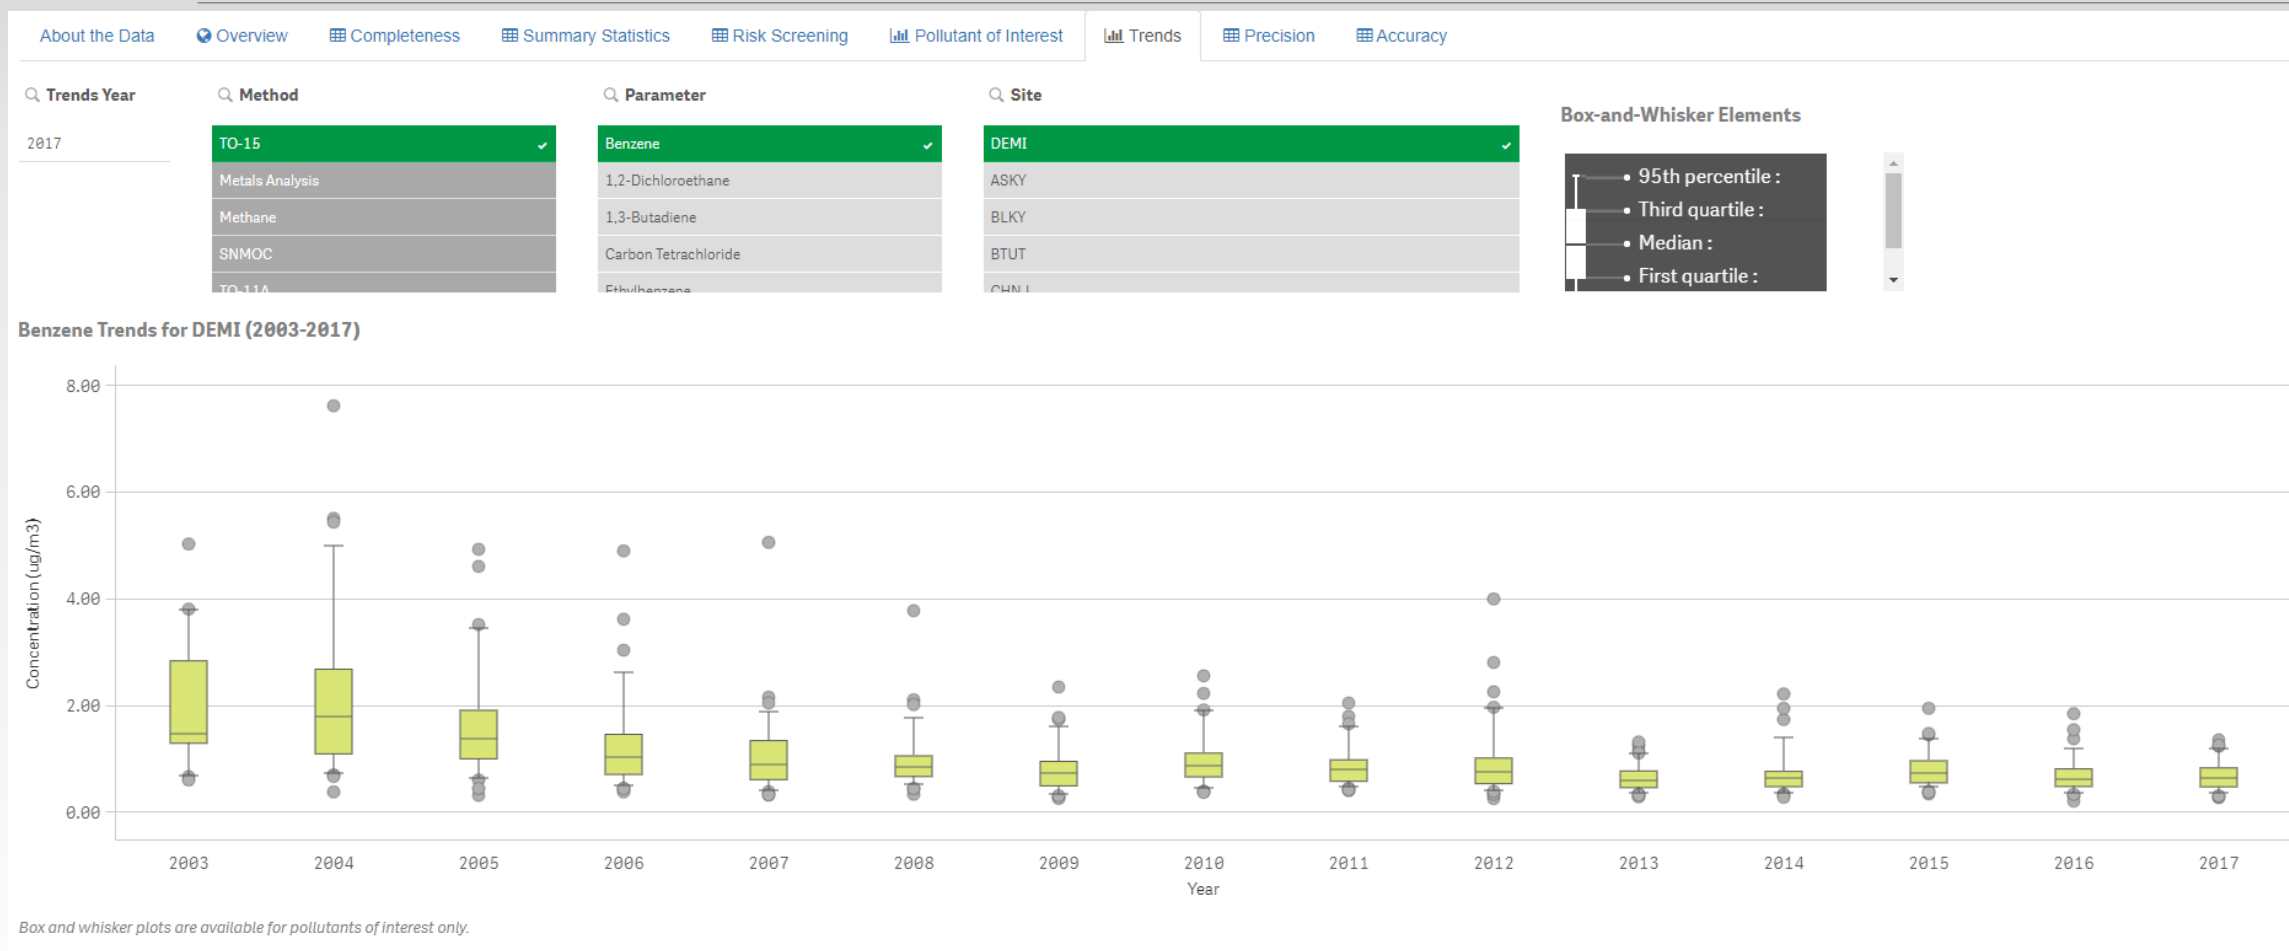 About the Data Overview Completeness Summary Statistics Risk Screening Pollutant of Interest Trends Precision Accuracy
Trends Year Method Parameter Site
Box-and-Whisker Elements
2017 TO-15 Benzene DEMI
Metals Analysis 1,2-Dichloroethane ASKY
Methane 1,3-Butadiene BLKY
SNMOC Carbon Tetrachloride BTUT
TO-11A Ethylbenzene CHNJ
95th percentile :
Third quartile :
Median :
First quartile :
Benzene Trends for DEMI (2003-2017)
Concentration (ug/m3)
8.00
6.00
4.00
2.00
0.00
2003 2004 2005 2006 2007 2008 2009 2010 2011 2012 2013 2014 2015 2016 2017
Year
Box and whisker plots are available for pollutants of interest only.